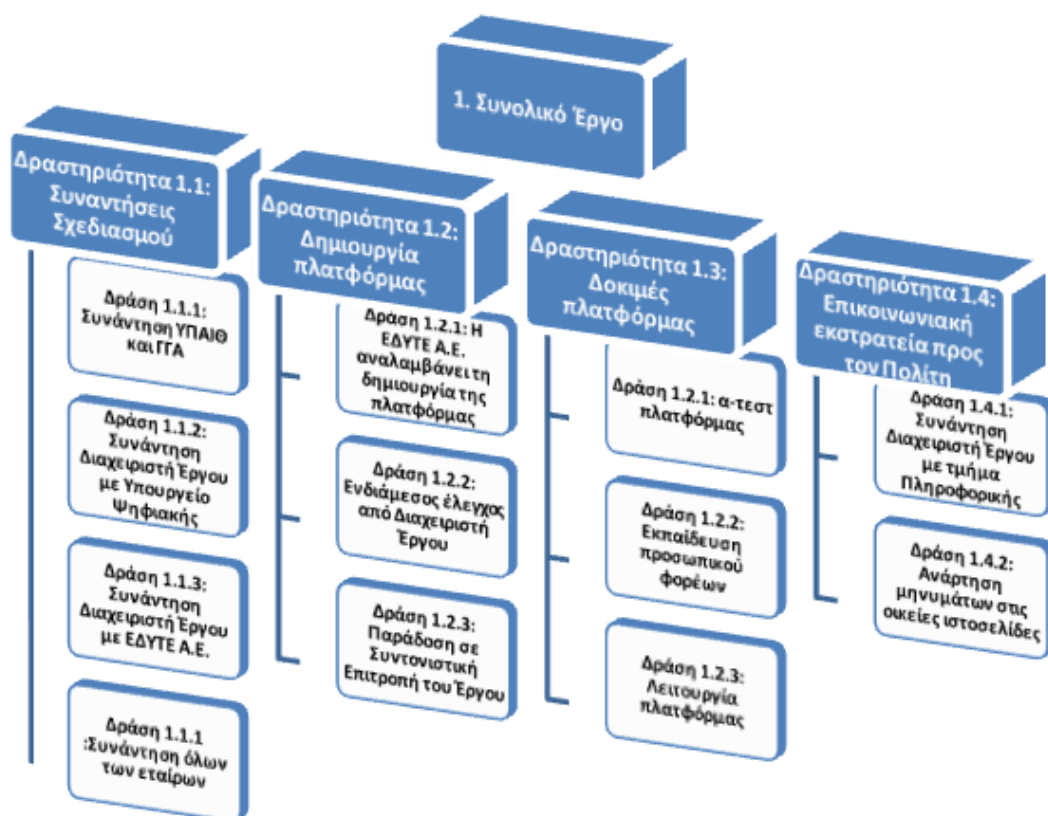 1. Συνολικό Έργο
Δραστηριότητα 1.1:
Συναντήσεις
Σχεδιασμού
Δράση 1.1.1:
Συνάντηση ΥΠΑΙΘ
και ΓΓΑ
Δράση 1.1.2:
Συνάντηση
Διαχειριστή Έργου
με Υπουργείο
Ψηφιακής
Δράση 1.1.3:
Συνάντηση
Διαχειριστή Έργου
με ΕΔΥΤΕ Α.Ε.
Δράση 1.1.1
:Συνάντηση όλων
των εταίρων
Δραστηριότητα 1.2:
Δημιουργία
πλατφόρμας
Δράση 1.2.1: Η
ΕΔΥΤΕ Α.Ε.
αναλαμβάνει τη
δημιουργία της
πλατφόρμας
Δράση 1.2.2:
Ενδιάμεσος έλεγχος
από Διαχειριστή
Έργου
Δράση 1.2.3:
Παράδοση σε
Συντονιστική
Επιτροπή του Έργου
Δραστηριότητα 1.3:
Δοκιμές
πλατφόρμας
Δράση 1.2.1: α-τεστ
πλατφόρμας
Δράση 1.2.2:
Εκπαίδευση
προσωπικού
φορέων
Δράση 1.2.3:
Λειτουργία
πλατφόρμας
Δραστηριότητα 1.4:
Επικοινωνιακή
εκστρατεία προς
τον Πολίτη
Δράση 1.4.1:
Συνάντηση
Διαχειριστή Έργου
με τμήμα
Πληροφορικής
Δράση 1.4.2:
Ανάρτηση
μηνυμάτων στις
οικείες ιστοσελίδες